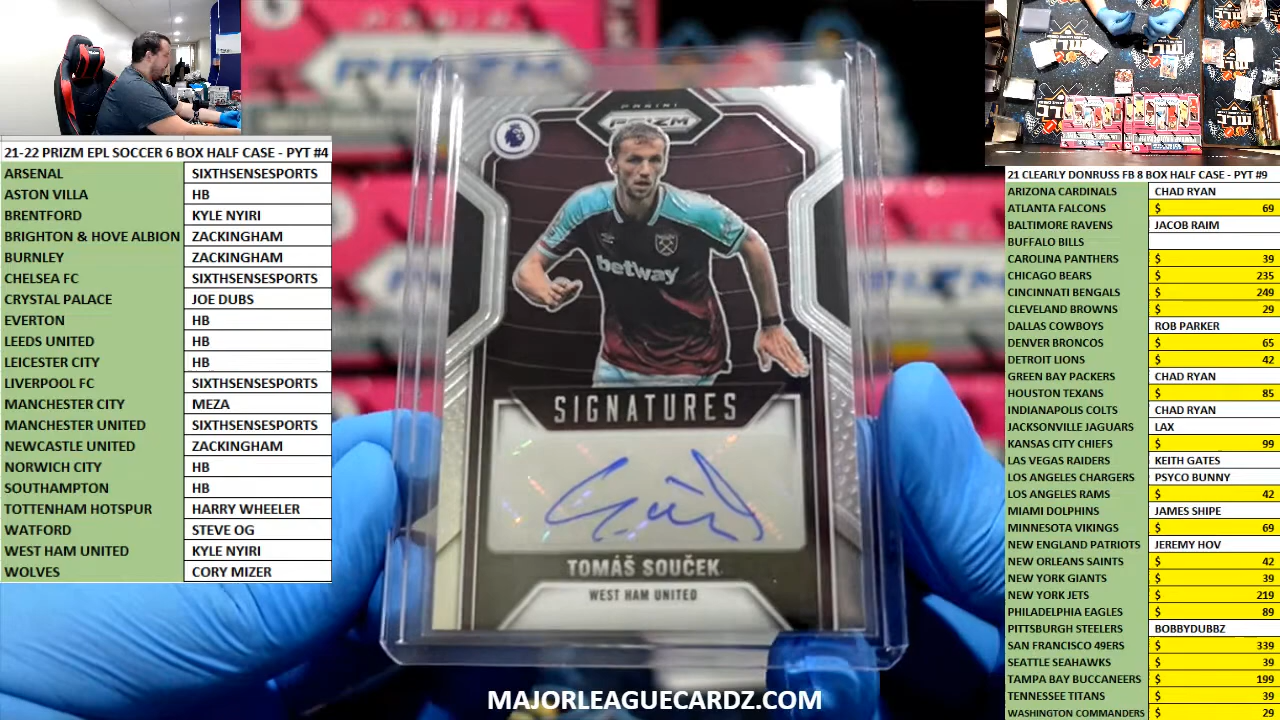 21-22 PRIZM EPL SOCCER 6 BOX HALF CASE - PYT #4
ARSENAL SIXTHSENSESPORTS
ASTON VILLA HB
BRENTFORD KYLE NYIRI
BRIGHTON & HOVE ALBION ZACKINGHAM
BURNLEY ZACKINGHAM
CHELSEA FC SIXTHSENSESPORTS
CRYSTAL PALACE JOE DUBS
EVERTON HB
LEEDS UNITED HB
LEICESTER CITY HB
LIVERPOOL FC SIXTHSENSESPORTS
MANCHESTER CITY MEZA
MANCHESTER UNITED SIXTHSENSESPORTS
NEWCASTLE UNITED ZACKINGHAM
NORWICH CITY HB
SOUTHAMPTON HB
TOTTENHAM HOTSPUR HARRY WHEELER
WATFORD STEVE OG
WEST HAM UNITED KYLE NYIRI
WOLVES CORY MIZER
PANINI
PRIZM
betway
SIGNATURES
TOMÁŠ SOUČEK
WEST HAM UNITED
MAJORLEAGUECARDZ.COM
21 CLEARLY DONRUSS FB 8 BOX HALF CASE - PYT #9
ARIZONA CARDINALS CHAD RYAN
ATLANTA FALCONS $ 69
BALTIMORE RAVENS JACOB RAIM
BUFFALO BILLS
CAROLINA PANTHERS $ 39
CHICAGO BEARS $ 235
CINCINNATI BENGALS $ 249
CLEVELAND BROWNS $ 29
DALLAS COWBOYS ROB PARKER
DENVER BRONCOS $ 65
DETROIT LIONS $ 42
GREEN BAY PACKERS CHAD RYAN
HOUSTON TEXANS $ 85
INDIANAPOLIS COLTS CHAD RYAN
JACKSONVILLE JAGUARS LAX
KANSAS CITY CHIEFS $ 99
LAS VEGAS RAIDERS KEITH GATES
LOS ANGELES CHARGERS PSYCO BUNNY
LOS ANGELES RAMS $ 42
MIAMI DOLPHINS JAMES SHIPE
MINNESOTA VIKINGS $ 69
NEW ENGLAND PATRIOTS JEREMY HOV
NEW ORLEANS SAINTS $ 42
NEW YORK GIANTS $ 39
NEW YORK JETS $ 219
PHILADELPHIA EAGLES $ 89
PITTSBURGH STEELERS BOBBYDUBBZ
SAN FRANCISCO 49ERS $ 339
SEATTLE SEAHAWKS $ 39
TAMPA BAY BUCCANEERS $ 199
TENNESSEE TITANS $ 39
WASHINGTON COMMANDERS $ 29